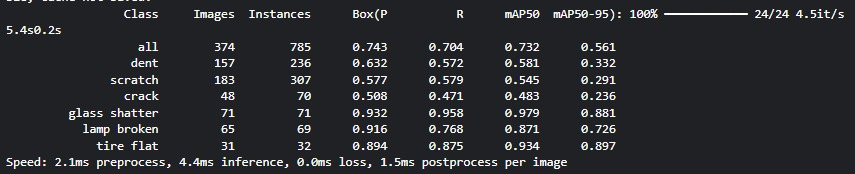 Class Images Instances Box(P R mAP50 mAP50-95): 100% ━━━━━━━━━━━━ 24/24 4.5it/s
5.4s0.2s
all 374 785 0.743 0.704 0.732 0.561
dent 157 236 0.632 0.572 0.581 0.332
scratch 183 307 0.577 0.579 0.545 0.291
crack 48 70 0.508 0.471 0.483 0.236
glass shatter 71 71 0.932 0.958 0.979 0.881
lamp broken 65 69 0.916 0.768 0.871 0.726
tire flat 31 32 0.894 0.875 0.934 0.897
Speed: 2.1ms preprocess, 4.4ms inference, 0.0ms loss, 1.5ms postprocess per image